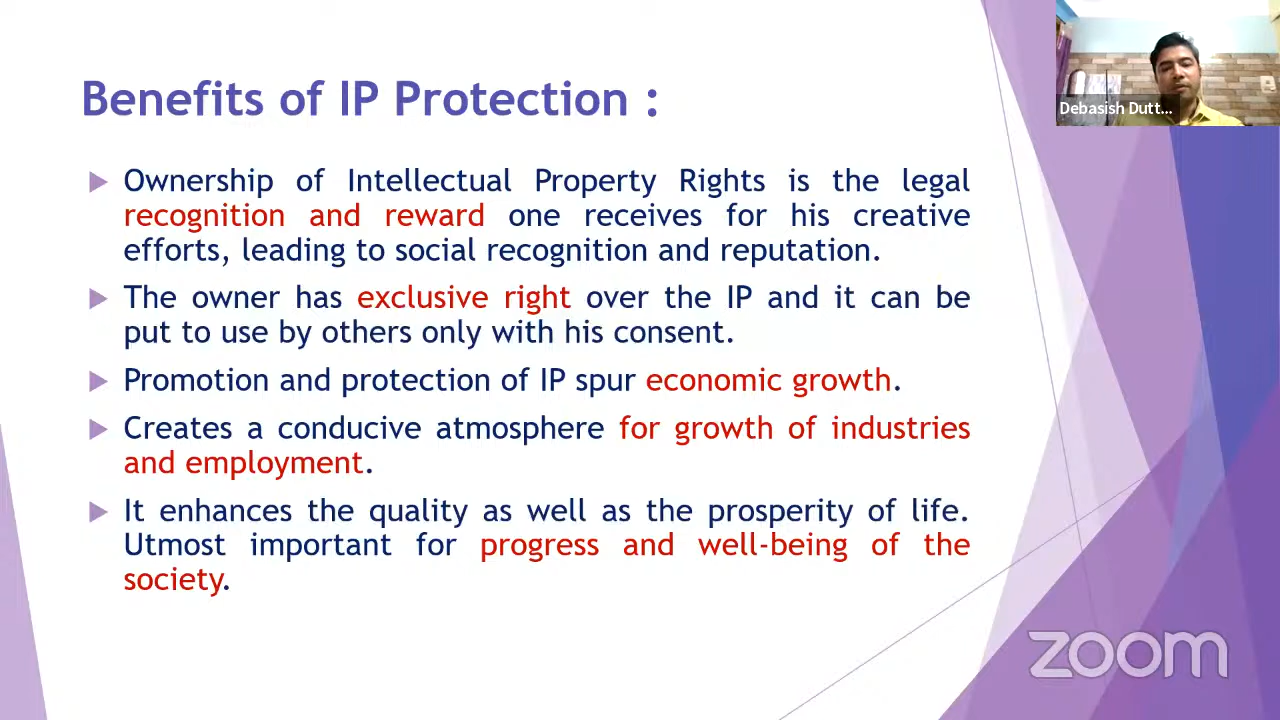 Benefits of IP Protection :
Debasish Dutt...
Ownership of Intellectual Property Rights is the legal
recognition and reward one receives for his creative
efforts, leading to social recognition and reputation.
The owner has exclusive right over the IP and it can be
put to use by others only with his consent.
Promotion and protection of IP spur economic growth.
Creates a conducive atmosphere for growth of industries
and employment.
It enhances the quality as well as the prosperity of life.
Utmost important for progress and well-being of the
society.
zoom